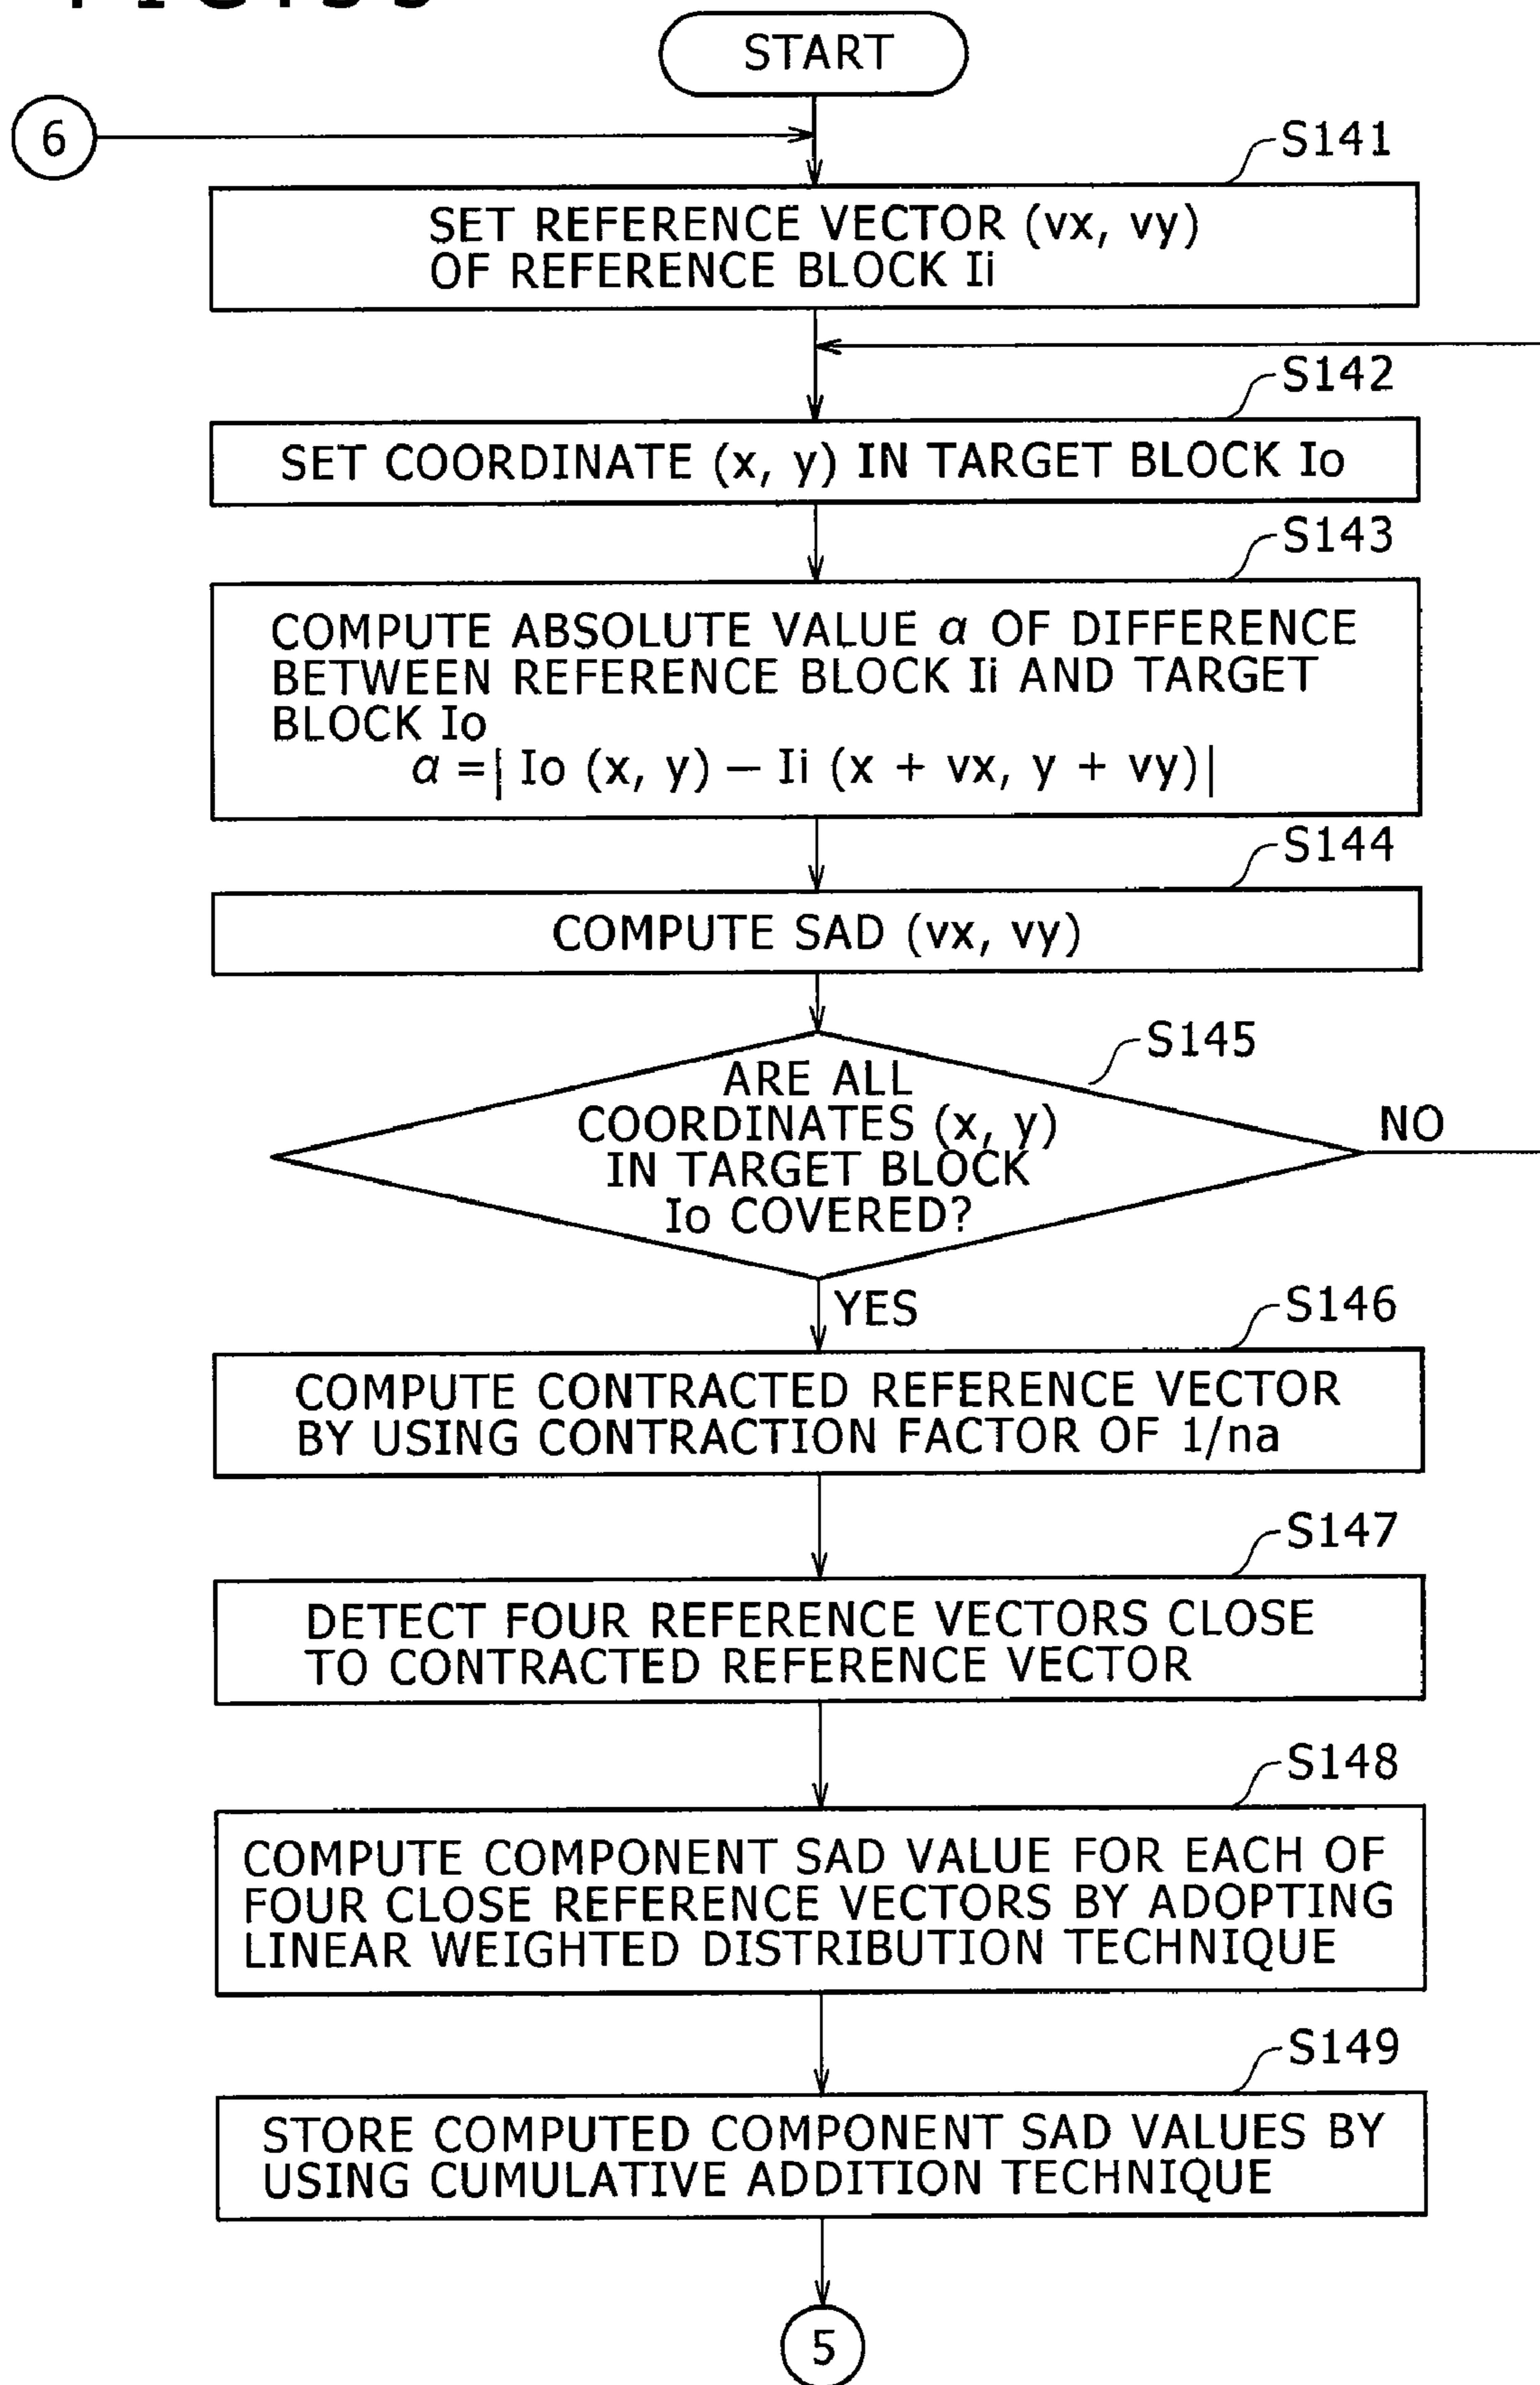 START
6
S141
SET REFERENCE VECTOR (vx, vy)
OF REFERENCE BLOCK Ii
S142
SET COORDINATE (x, y) IN TARGET BLOCK Io
S143
COMPUTE ABSOLUTE VALUE α OF DIFFERENCE
BETWEEN REFERENCE BLOCK Ii AND TARGET
BLOCK Io
α =| Io (x, y) − Ii (x + vx, y + vy)|
S144
COMPUTE SAD (vx, vy)
S145
ARE ALL
COORDINATES (x, y)
IN TARGET BLOCK
Io COVERED?
NO
YES
S146
COMPUTE CONTRACTED REFERENCE VECTOR
BY USING CONTRACTION FACTOR OF 1/na
S147
DETECT FOUR REFERENCE VECTORS CLOSE
TO CONTRACTED REFERENCE VECTOR
S148
COMPUTE COMPONENT SAD VALUE FOR EACH OF
FOUR CLOSE REFERENCE VECTORS BY ADOPTING
LINEAR WEIGHTED DISTRIBUTION TECHNIQUE
S149
STORE COMPUTED COMPONENT SAD VALUES BY
USING CUMULATIVE ADDITION TECHNIQUE
5